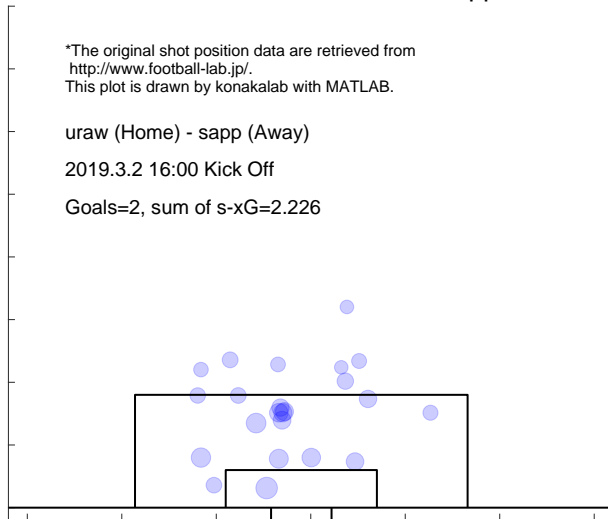 *The original shot position data are retrieved from
http://www.football-lab.jp/.
This plot is drawn by konakalab with MATLAB.
uraw (Home) - sapp (Away)
2019.3.2 16:00 Kick Off
Goals=2, sum of s-xG=2.226